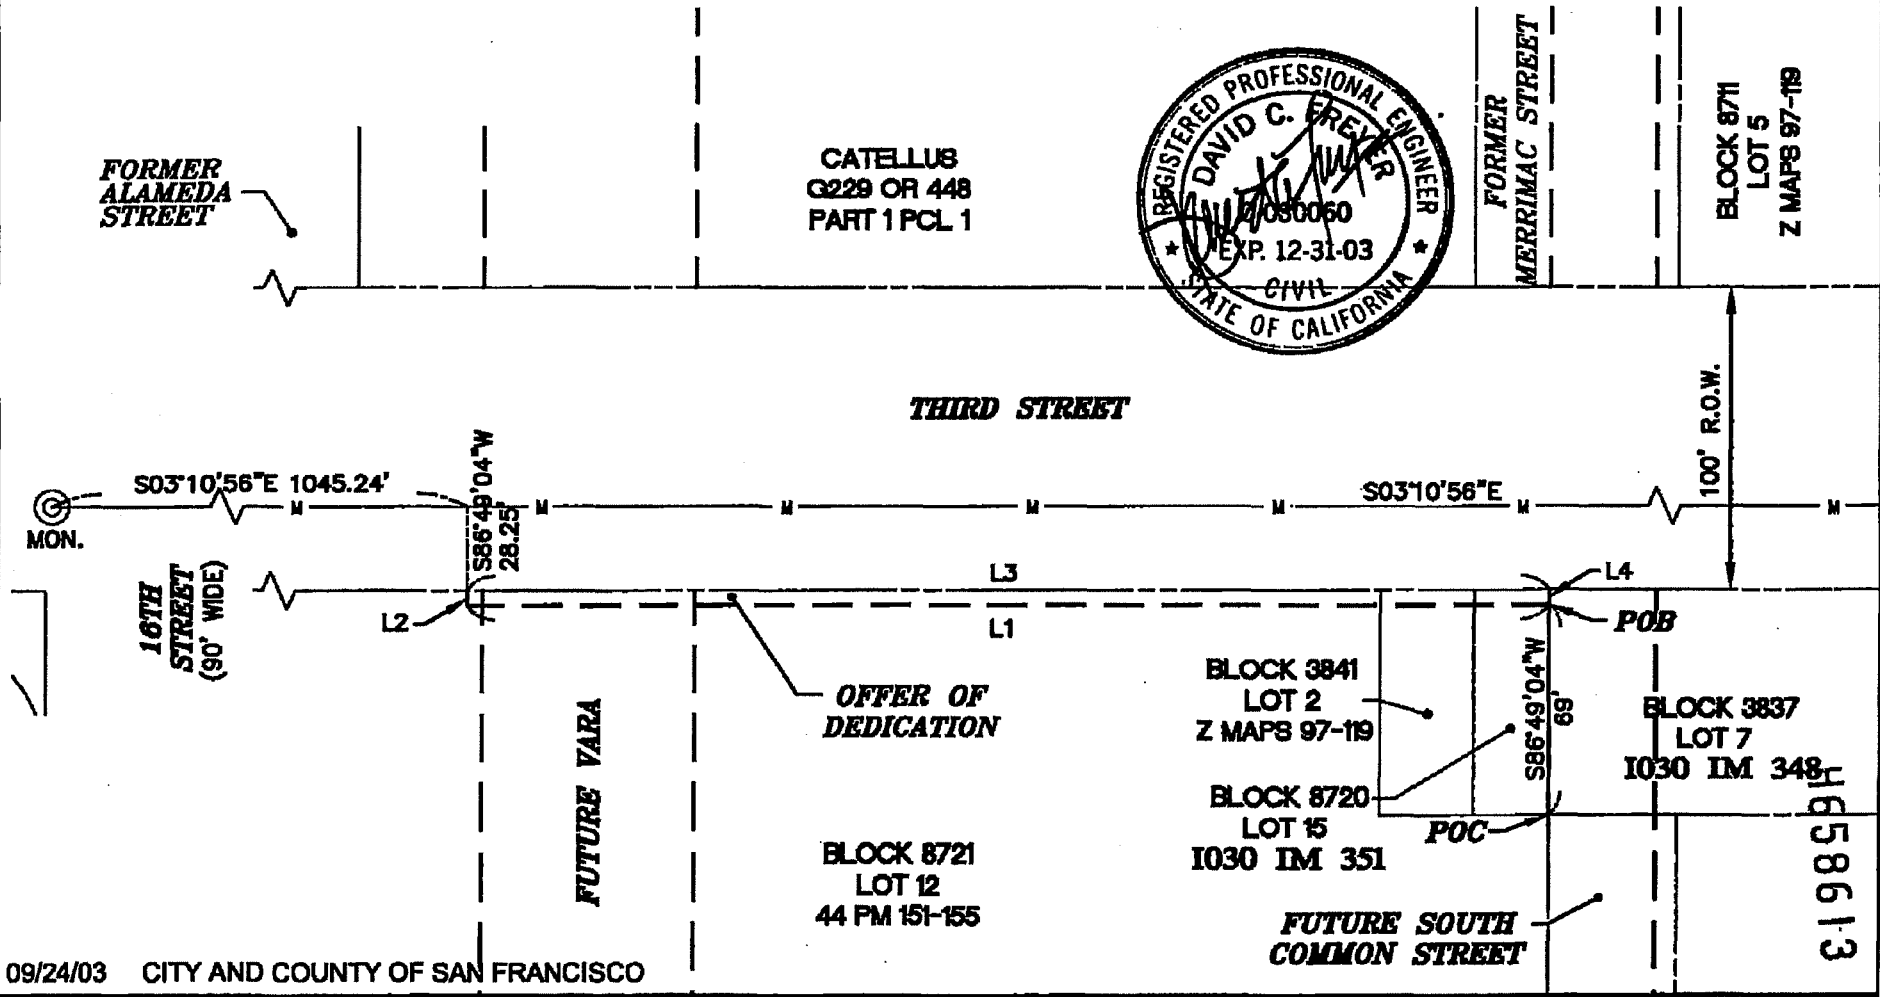 FORMER
ALAMEDA
STREET
CATELLUS
G229 OR 448
PART 1 PCL 1
REGISTERED PROFESSIONAL ENGINEER
DAVID C. FREYER
030060
EXP. 12-31-03
CIVIL
STATE OF CALIFORNIA
FORMER
MERRIMAC STREET
BLOCK 8711
LOT 5
Z MAPS 97-119
THIRD STREET
100' R.O.W.
S03°10'56"E 1045.24'
S86°49'04"W
28.25'
S03°10'56"E
M
M
M
M
M
M
M
MON.
16TH
STREET
(90' WIDE)
L2
L3
L1
L4
POB
OFFER OF
DEDICATION
FUTURE VARA
BLOCK 3841
LOT 2
Z MAPS 97-119
S86°49'04"W
69'
BLOCK 3837
LOT 7
I030 IM 348
BLOCK 8720
LOT 15
I030 IM 351
POC
BLOCK 8721
LOT 12
44 PM 151-155
FUTURE SOUTH
COMMON STREET
H658613
09/24/03 CITY AND COUNTY OF SAN FRANCISCO